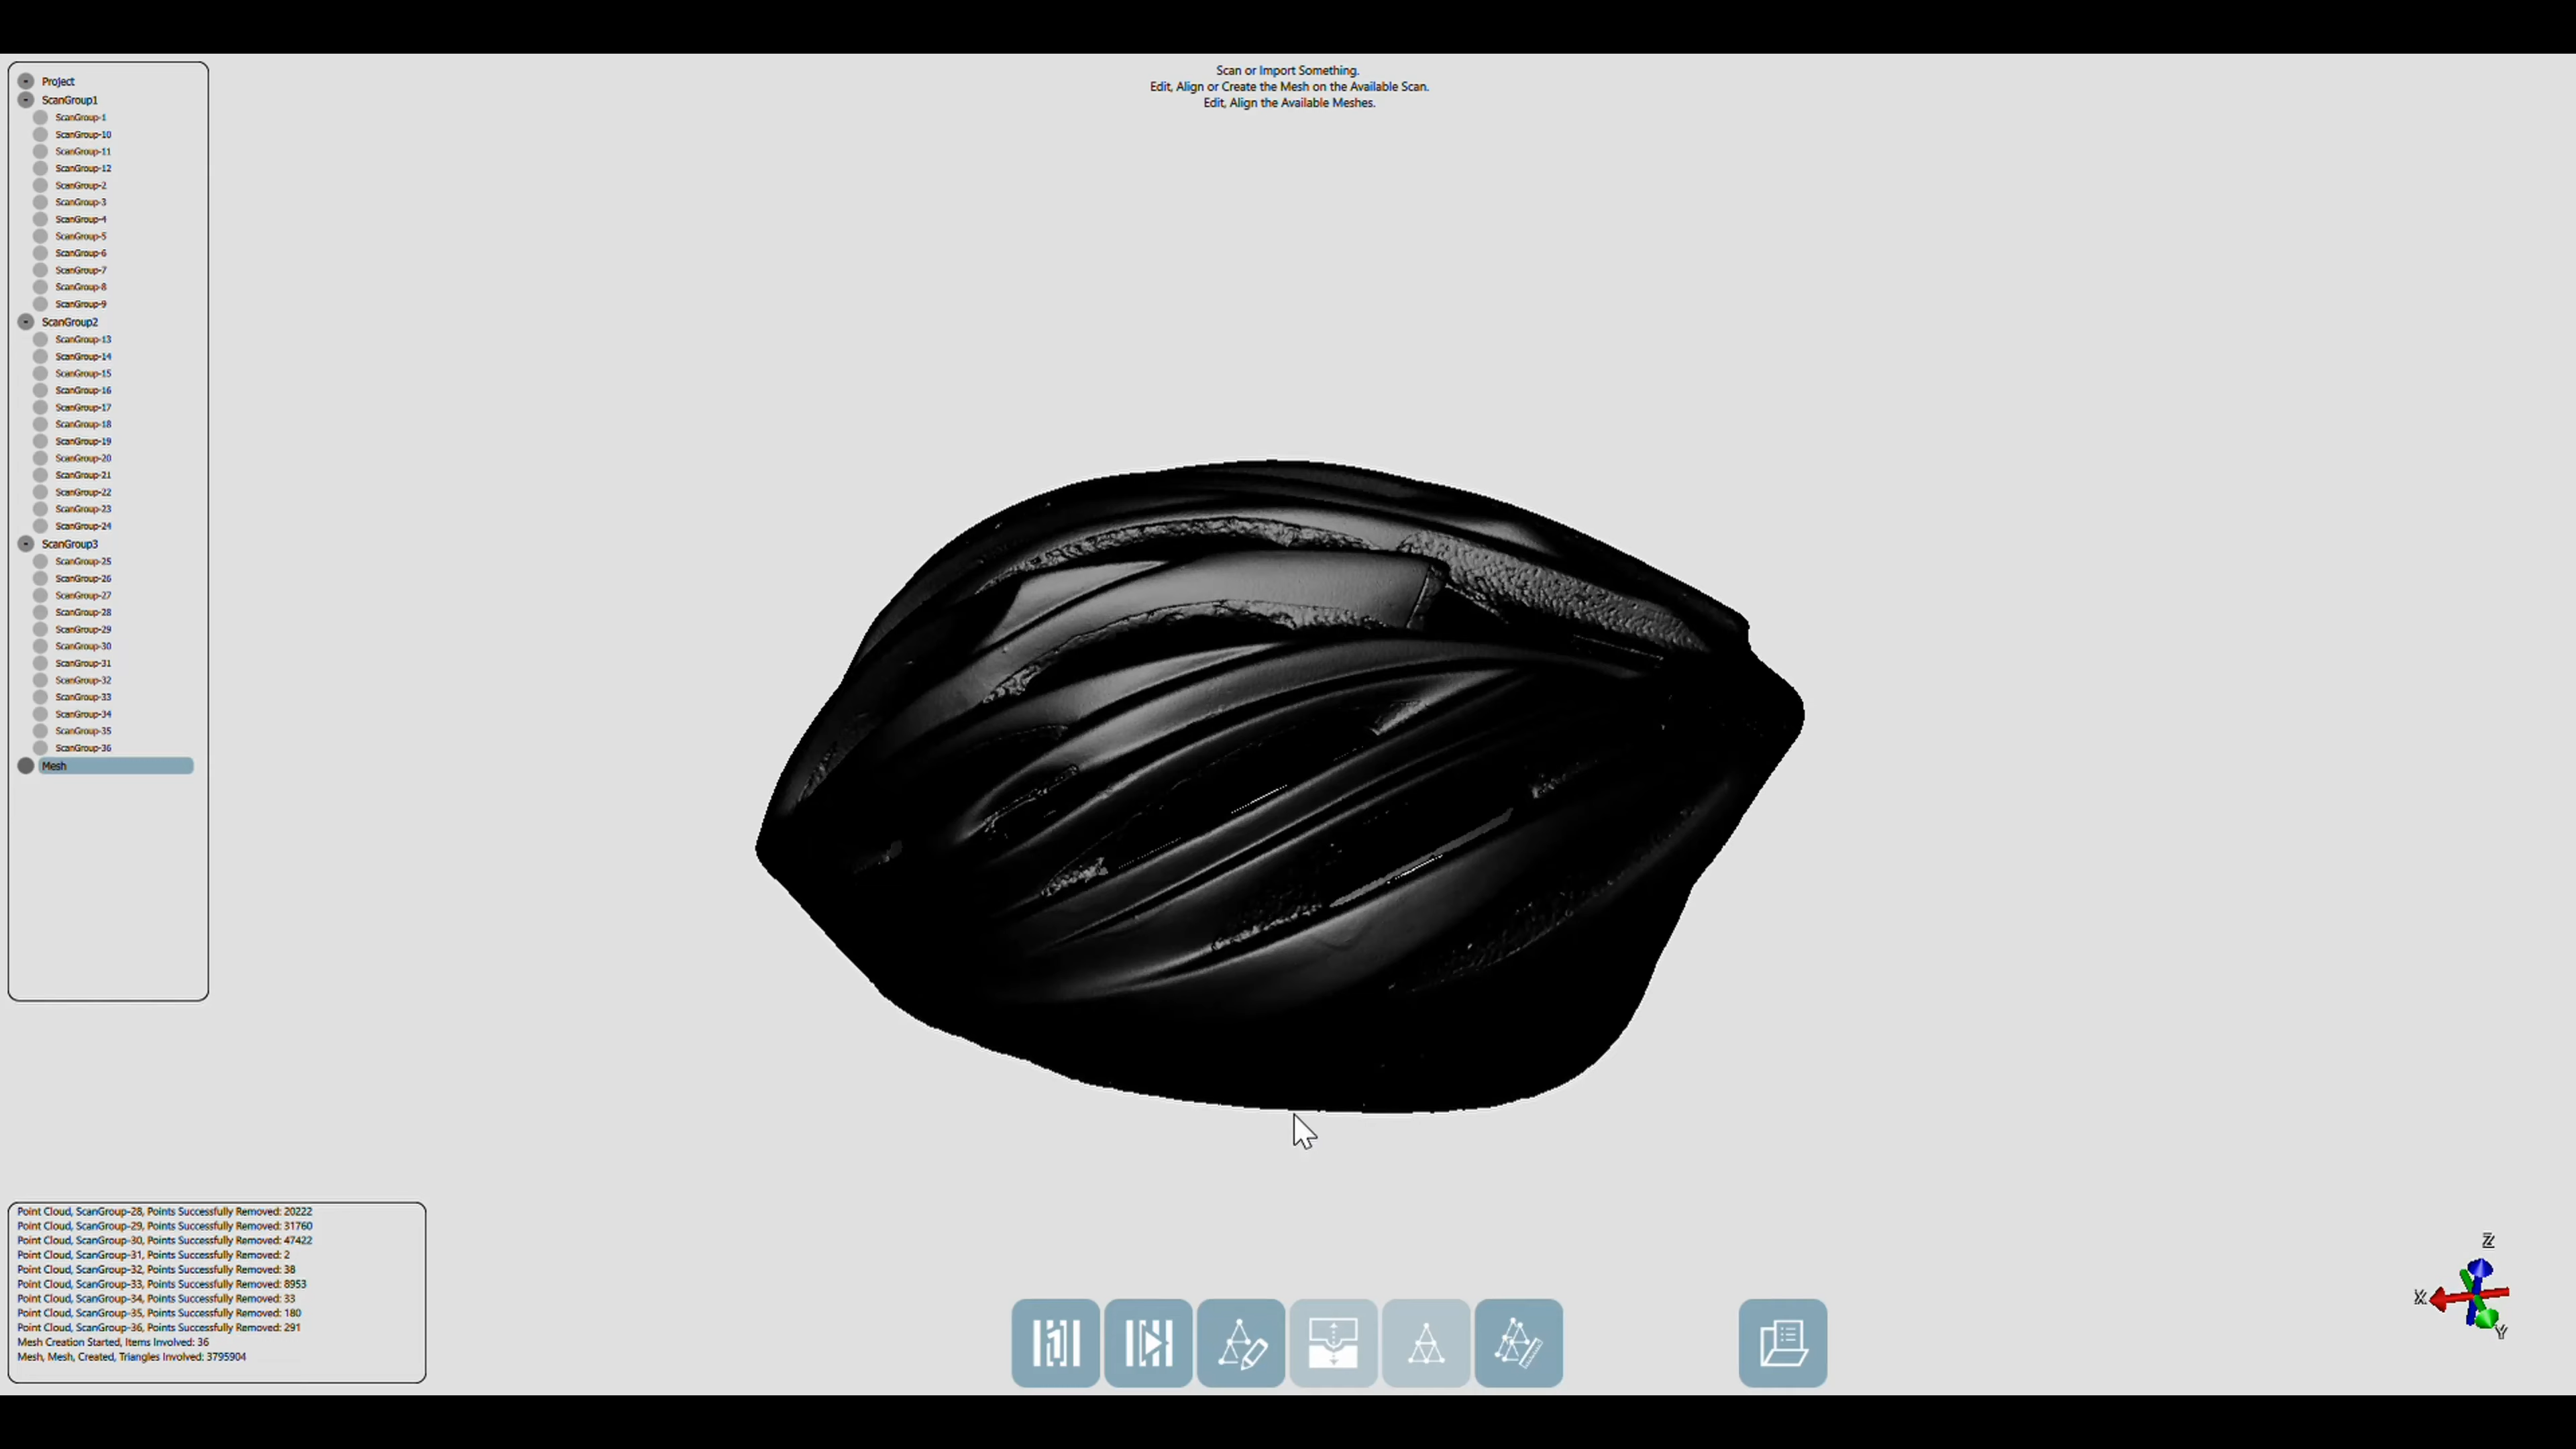 Project
ScanGroup1
ScanGroup-1
ScanGroup-10
ScanGroup-11
ScanGroup-12
ScanGroup-2
ScanGroup-3
ScanGroup-4
ScanGroup-5
ScanGroup-6
ScanGroup-7
ScanGroup-8
ScanGroup-9
ScanGroup2
ScanGroup-13
ScanGroup-14
ScanGroup-15
ScanGroup-16
ScanGroup-17
ScanGroup-18
ScanGroup-19
ScanGroup-20
ScanGroup-21
ScanGroup-22
ScanGroup-23
ScanGroup-24
ScanGroup3
ScanGroup-25
ScanGroup-26
ScanGroup-27
ScanGroup-28
ScanGroup-29
ScanGroup-30
ScanGroup-31
ScanGroup-32
ScanGroup-33
ScanGroup-34
ScanGroup-35
ScanGroup-36
Mesh
Scan or Import Something.
Edit, Align or Create the Mesh on the Available Scan.
Edit, Align the Available Meshes.
Point Cloud, ScanGroup-28, Points Successfully Removed: 20222
Point Cloud, ScanGroup-29, Points Successfully Removed: 31760
Point Cloud, ScanGroup-30, Points Successfully Removed: 47422
Point Cloud, ScanGroup-31, Points Successfully Removed: 2
Point Cloud, ScanGroup-32, Points Successfully Removed: 38
Point Cloud, ScanGroup-33, Points Successfully Removed: 8953
Point Cloud, ScanGroup-34, Points Successfully Removed: 33
Point Cloud, ScanGroup-35, Points Successfully Removed: 180
Point Cloud, ScanGroup-36, Points Successfully Removed: 291
Mesh Creation Started, Items Involved: 36
Mesh, Mesh, Created, Triangles Involved: 3795904
1
Z
X
Y